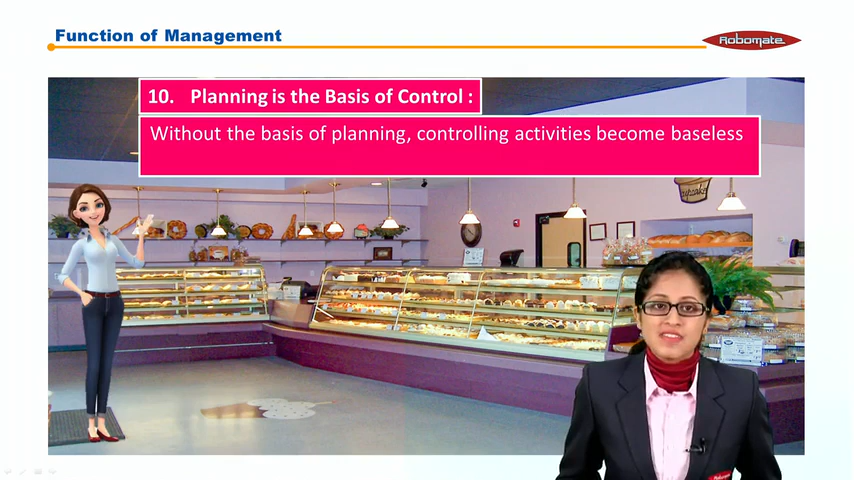 Function of Management
Robomate
10. Planning is the Basis of Control :
Without the basis of planning, controlling activities become baseless
cupcake